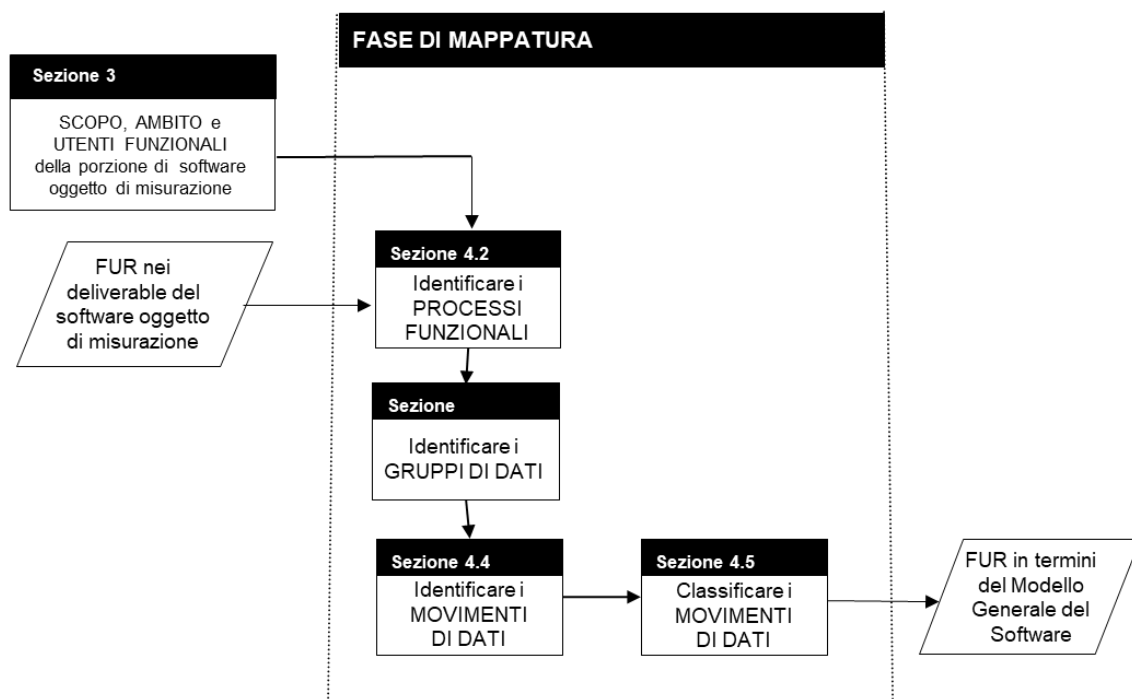 FASE DI MAPPATURA
Sezione 3
SCOPO, AMBITO e
UTENTI FUNZIONALI
della porzione di software
oggetto di misurazione
FUR nei
deliverable del
software oggetto
di misurazione
Sezione 4.2
Identificare i
PROCESSI
FUNZIONALI
Sezione
Identificare i
GRUPPI DI DATI
Sezione 4.4
Identificare i
MOVIMENTI
DI DATI
Sezione 4.5
Classificare i
MOVIMENTI
DI DATI
FUR in termini
del Modello
Generale del
Software